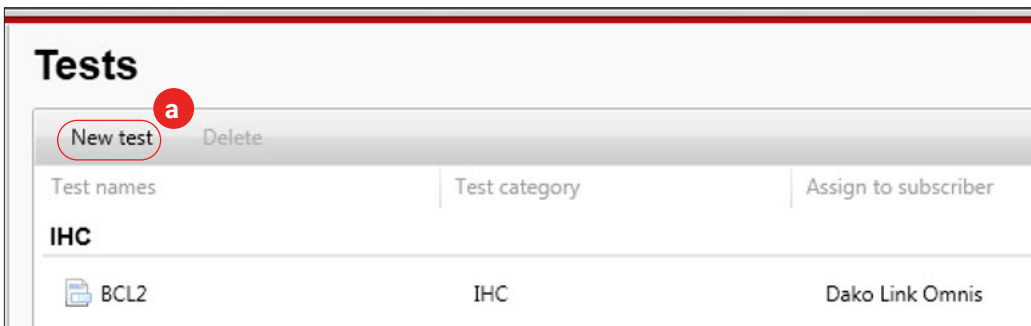 Tests
a
New test Delete
Test names Test category Assign to subscriber
IHC
BCL2 IHC Dako Link Omnis